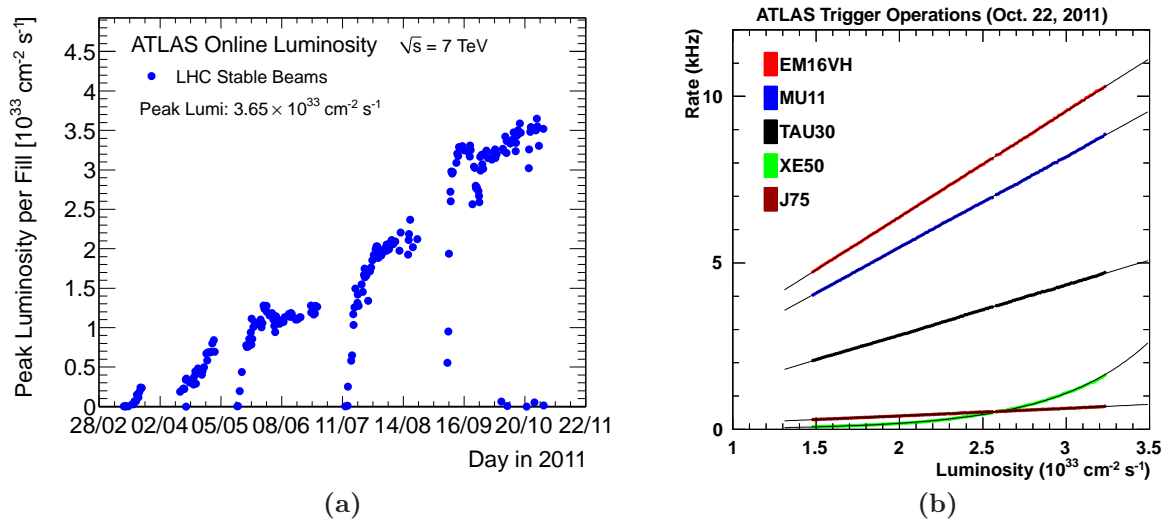 ATLAS Online Luminosity √s = 7 TeV
LHC Stable Beams
Peak Lumi: 3.65 × 10³³ cm⁻² s⁻¹
Peak Luminosity per Fill [10³³ cm⁻² s⁻¹]
4.5
4
3.5
3
2.5
2
1.5
1
0.5
0
28/02 02/04 05/05 08/06 11/07 14/08 16/09 20/10 22/11
Day in 2011
(a)
ATLAS Trigger Operations (Oct. 22, 2011)
Rate (kHz)
EM16VH
MU11
TAU30
XE50
J75
10
5
0
1 1.5 2 2.5 3 3.5
Luminosity (10³³ cm⁻² s⁻¹)
(b)